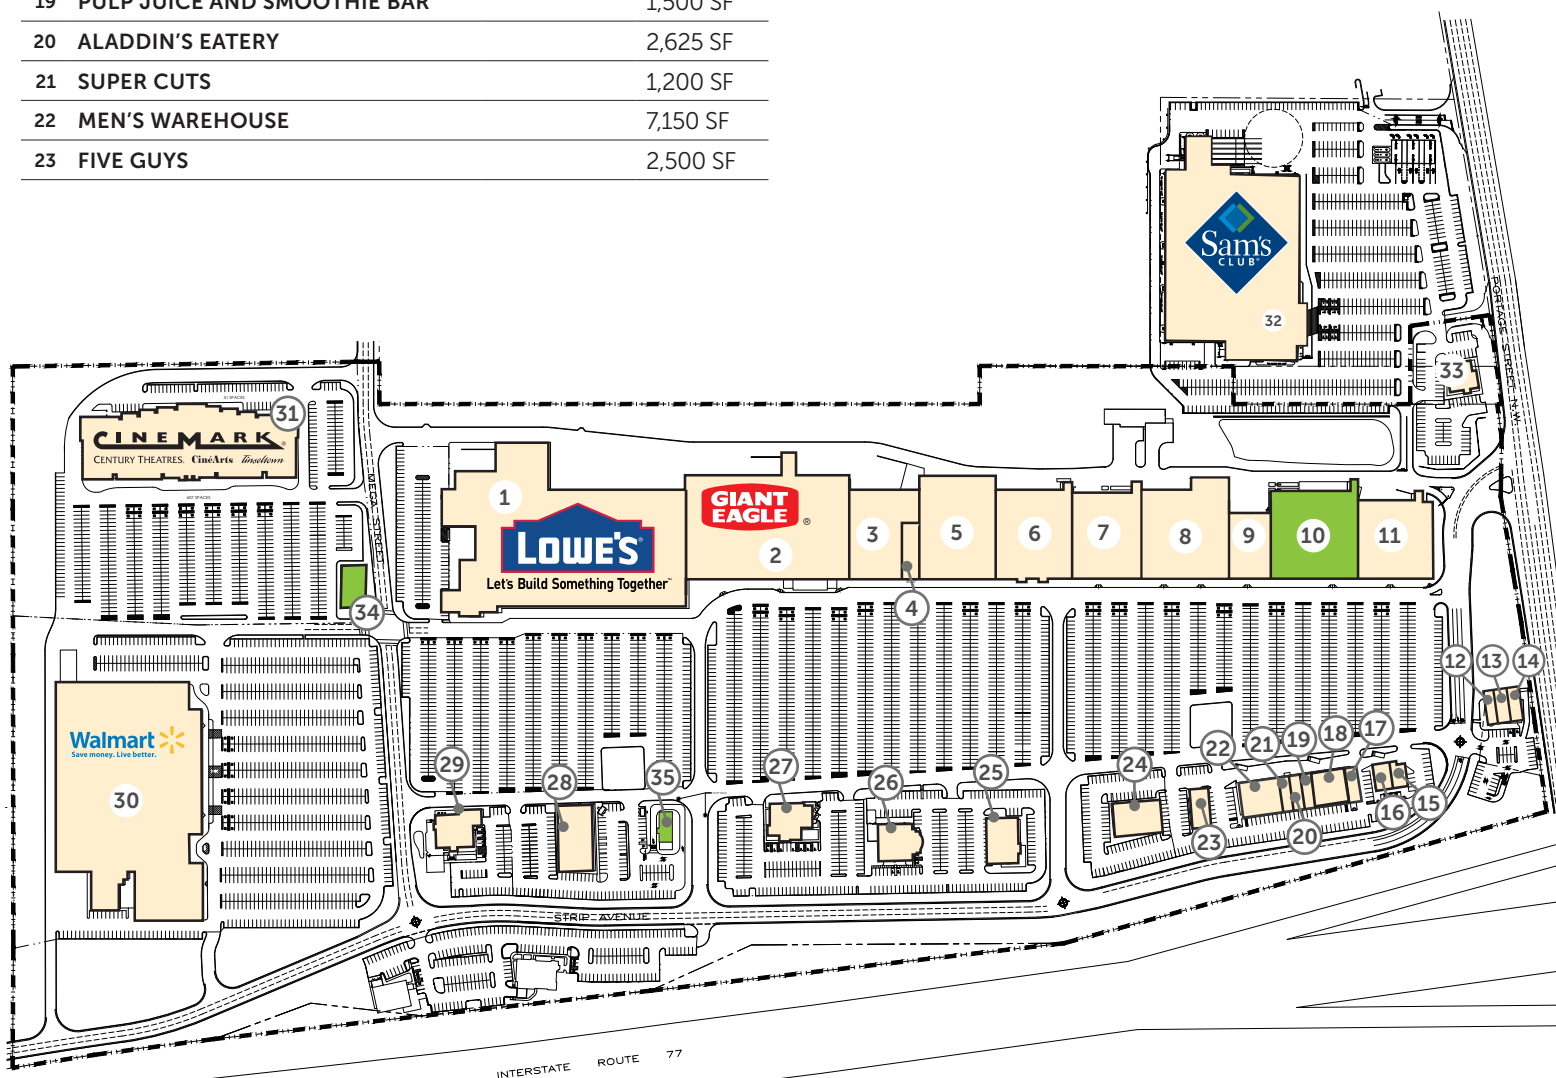 19 PULP JUICE AND SMOOTHIE BAR 1,500 SF
20 ALADDIN'S EATERY 2,625 SF
21 SUPER CUTS 1,200 SF
22 MEN'S WAREHOUSE 7,150 SF
23 FIVE GUYS 2,500 SF
Sam's
CLUB
32
PORTAGE STREET N.W.
33
51 SPACES
31
CINEMARK
CENTURY THEATRES. CinéArts Tinseltown
607 SPACES
MEGA STREET
34
1
LOWE'S
Let's Build Something Together
GIANT
EAGLE
2
3
4
5
6
7
8
9
10
11
12 13 14
Walmart
Save money. Live better.
30
29
28
35
27
26
25
24
22 21 19 18 17
23
20
16
15
STRIP AVENUE
INTERSTATE ROUTE 77